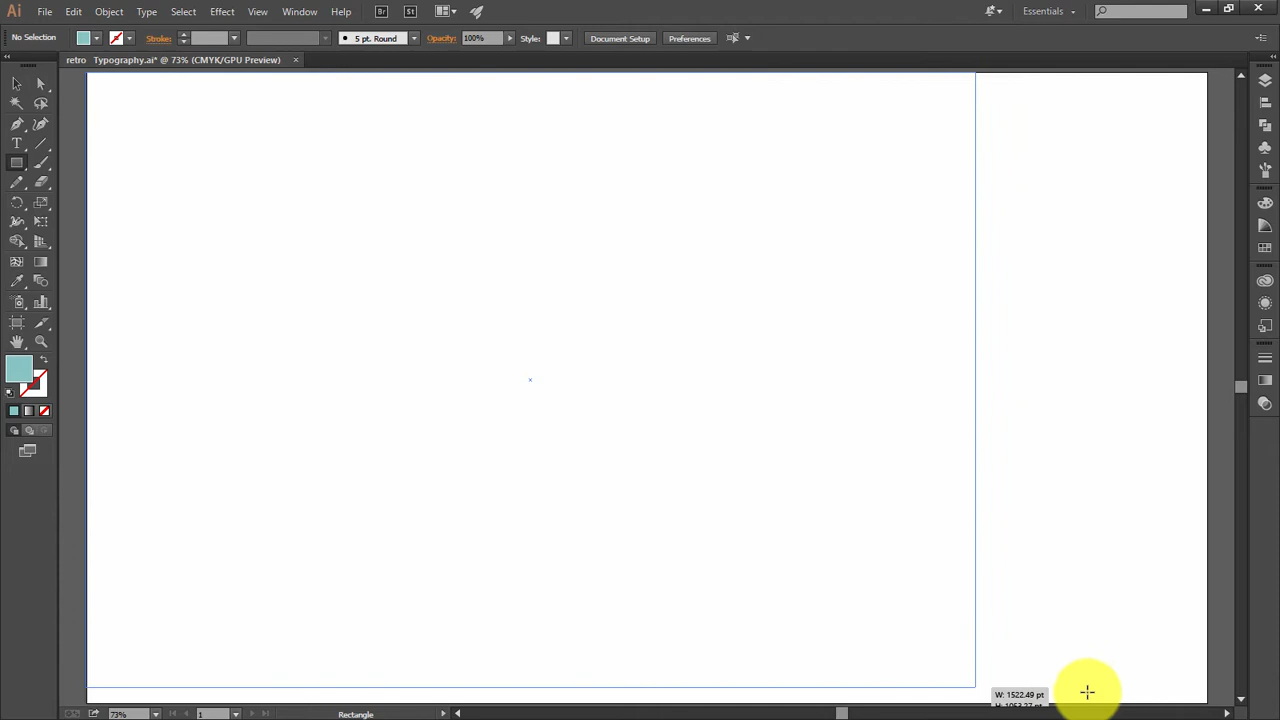 Ai File Edit Object Type Select Effect View Window Help Br St Essentials
No Selection Stroke: 5 pt. Round Opacity: 100% Style: Document Setup Preferences
retro Typography.ai* @ 73% (CMYK/GPU Preview) ×
T
W: 1522.49 pt
73% 1 Rectangle